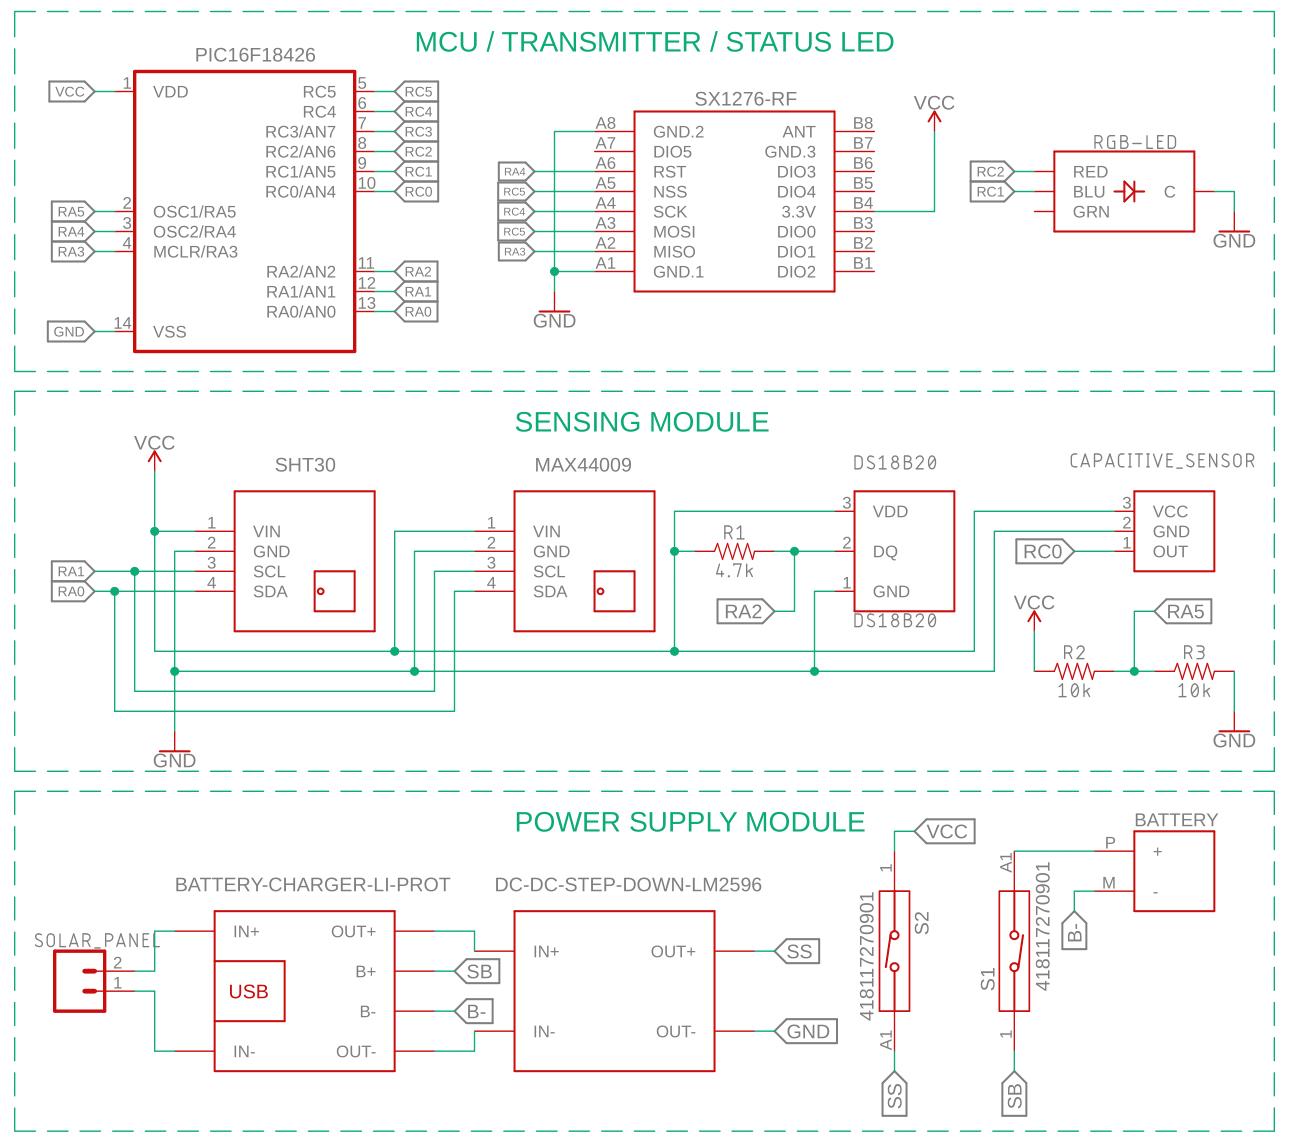 MCU / TRANSMITTER / STATUS LED
PIC16F18426
VCC 1 VDD RC5 5 RC5
RC4 6 RC4
RC3/AN7 7 RC3
RC2/AN6 8 RC2
RC1/AN5 9 RC1
RC0/AN4 10 RC0
RA5 2 OSC1/RA5
RA4 3 OSC2/RA4
RA3 4 MCLR/RA3
RA2/AN2 11 RA2
RA1/AN1 12 RA1
RA0/AN0 13 RA0
GND 14 VSS
SX1276-RF
VCC
A8 GND.2 ANT B8
A7 DIO5 GND.3 B7
RA4 A6 RST DIO3 B6
RC5 A5 NSS DIO4 B5
RC4 A4 SCK 3.3V B4
RC5 A3 MOSI DIO0 B3
RA3 A2 MISO DIO1 B2
A1 GND.1 DIO2 B1
GND
RGB-LED
RC2 RED
RC1 BLU C
GRN
GND
SENSING MODULE
VCC
SHT30
1 VIN
2 GND
RA1 3 SCL
RA0 4 SDA
GND
MAX44009
1 VIN
2 GND
3 SCL
4 SDA
R1
4.7k
RA2
DS18B20
3 VDD
2 DQ
1 GND
DS18B20
CAPACITIVE_SENSOR
3 VCC
2 GND
RC0 1 OUT
VCC
RA5
R2
10k
R3
10k
GND
POWER SUPPLY MODULE
SOLAR_PANEL
2
1
BATTERY-CHARGER-LI-PROT
IN+ OUT+
B+ SB
USB
B- B-
IN- OUT-
DC-DC-STEP-DOWN-LM2596
IN+ OUT+ SS
IN- OUT- GND
VCC
1
418117270901
S2
A1
SS
A1
418117270901
S1
1
SB
BATTERY
P +
M -
B-